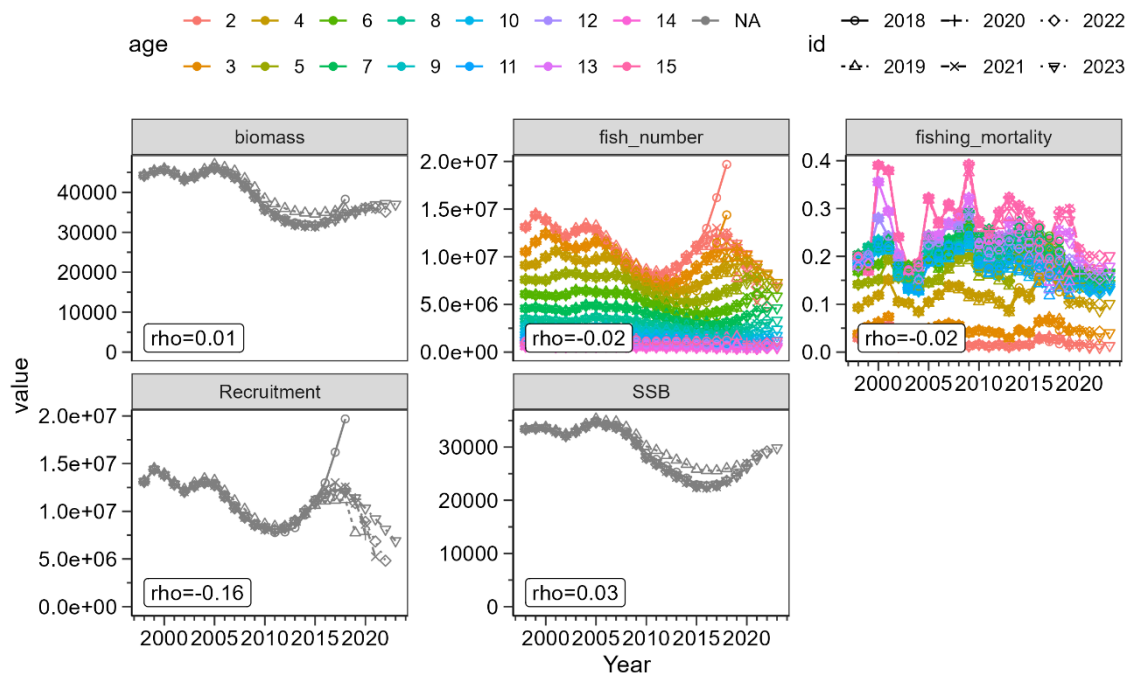 age
2 4 6 8 10 12 14 NA
3 5 7 9 11 13 15
id
2018 2020 2022
2019 2021 2023
biomass
fish_number
fishing_mortality
40000
30000
20000
10000
0
rho=0.01
2.0e+07
1.5e+07
1.0e+07
5.0e+06
0.0e+00
rho=-0.02
0.4
0.3
0.2
0.1
0.0
rho=-0.02
2000 2005 2010 2015 2020
value
Recruitment
SSB
2.0e+07
1.5e+07
1.0e+07
5.0e+06
0.0e+00
rho=-0.16
30000
20000
10000
0
rho=0.03
2000 2005 2010 2015 2020
2000 2005 2010 2015 2020
Year